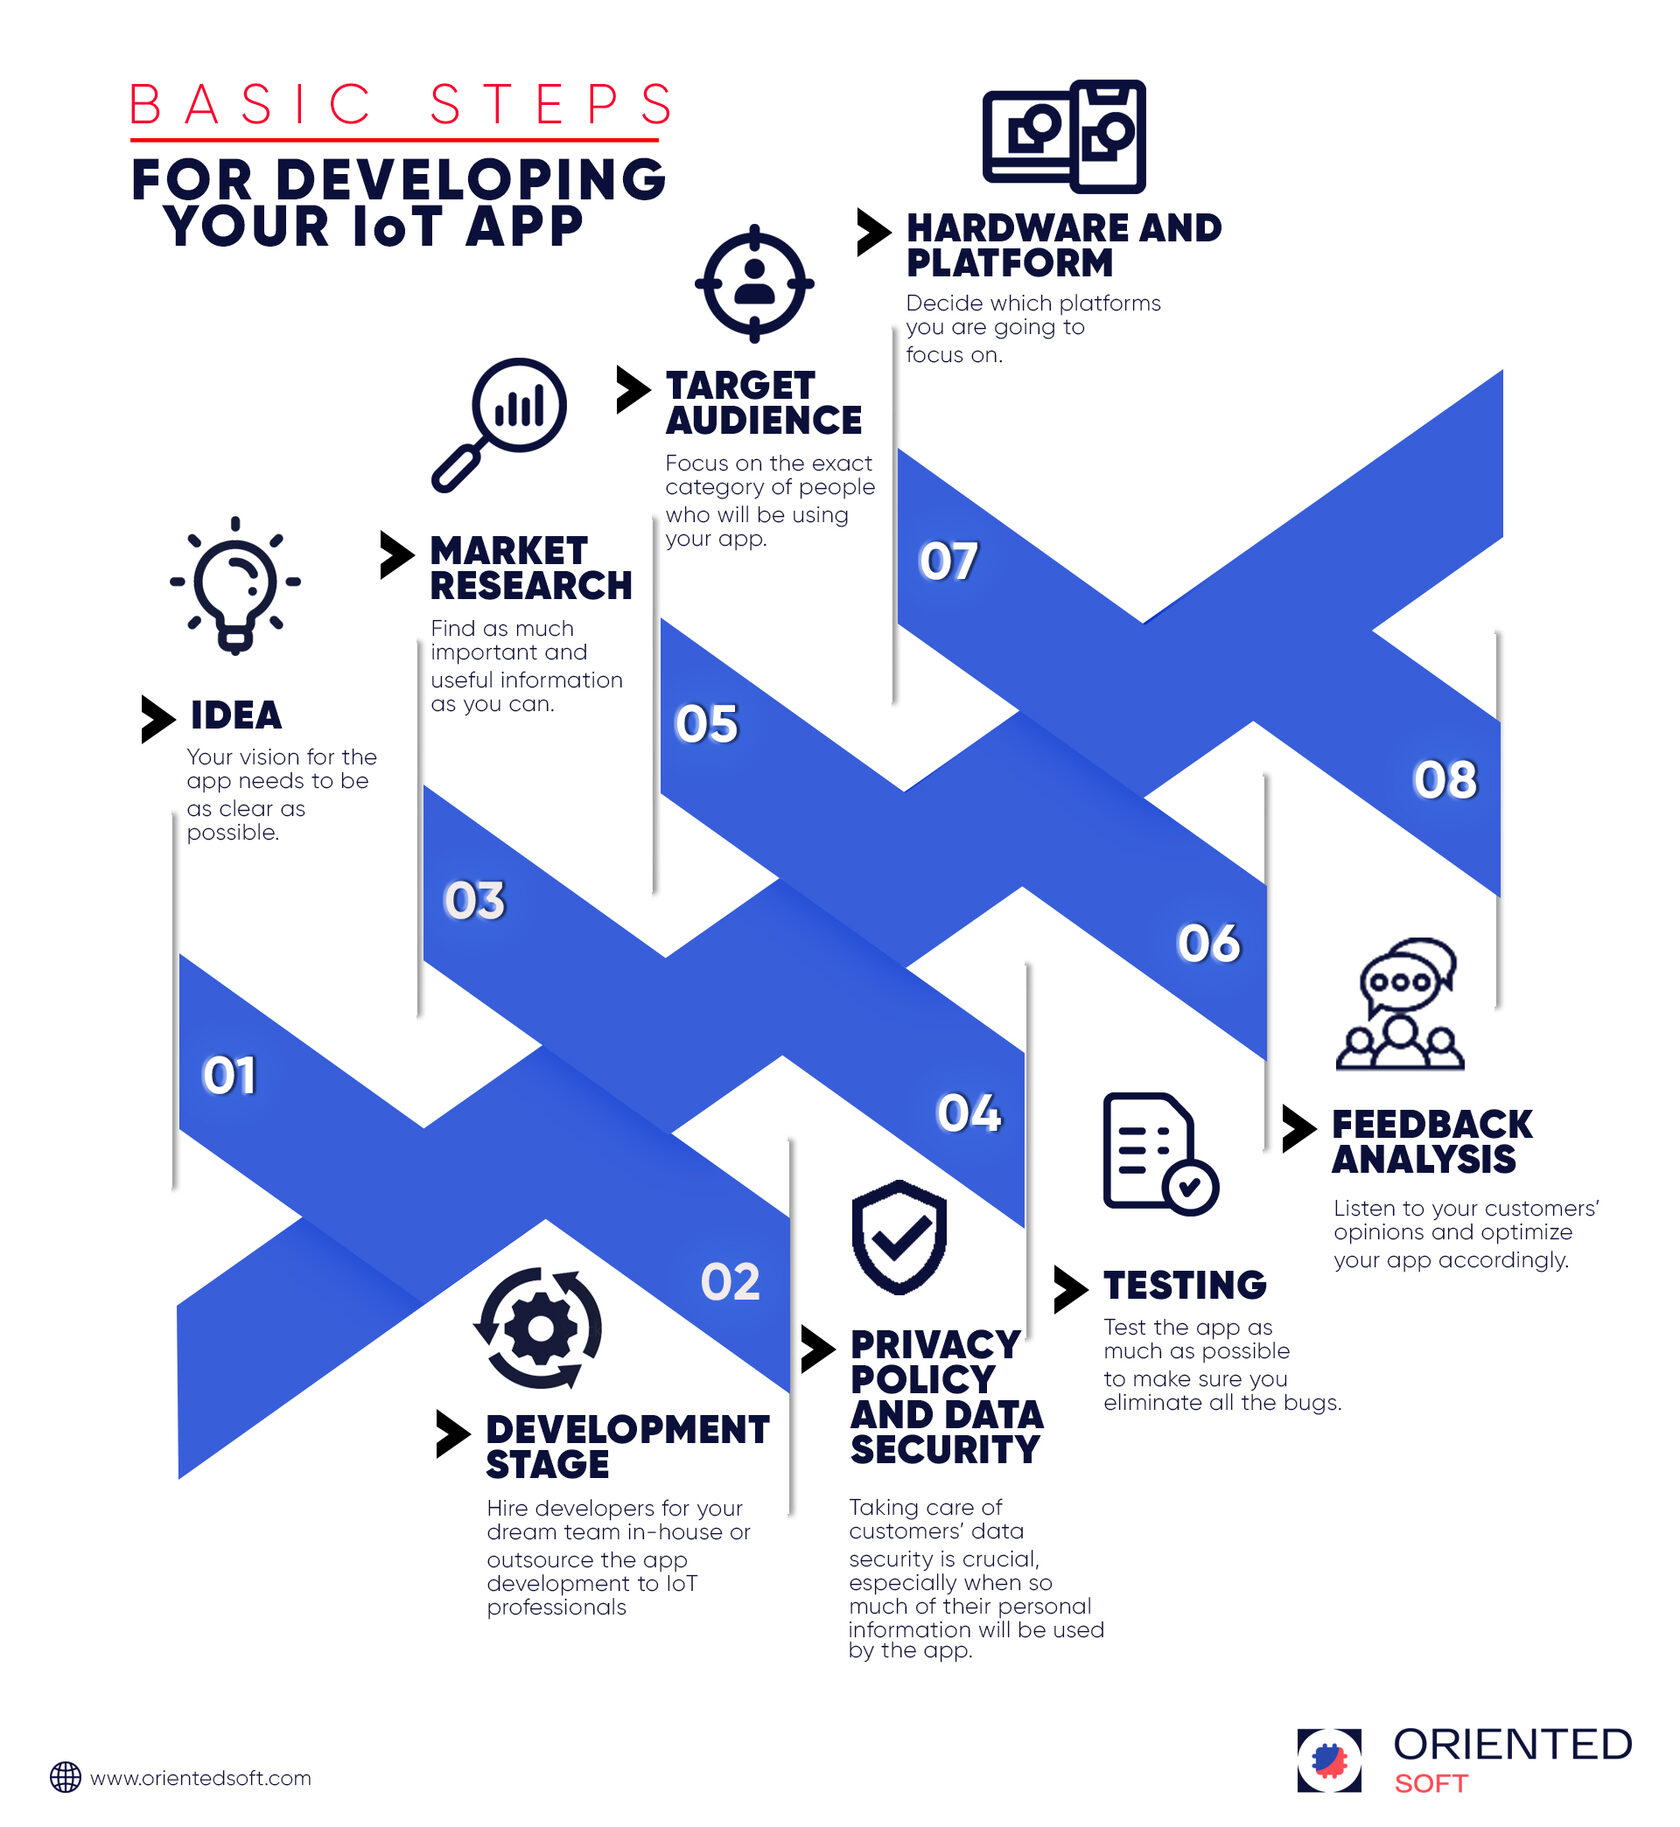 BASIC STEPS
FOR DEVELOPING
YOUR IoT APP
HARDWARE AND
PLATFORM
Decide which platforms
you are going to
focus on.
TARGET
AUDIENCE
Focus on the exact
category of people
who will be using
your app.
MARKET
RESEARCH
Find as much
important and
useful information
as you can.
IDEA
Your vision for the
app needs to be
as clear as
possible.
07
05
08
03
06
01
04
02
FEEDBACK
ANALYSIS
Listen to your customers’
opinions and optimize
your app accordingly.
TESTING
Test the app as
much as possible
to make sure you
eliminate all the bugs.
PRIVACY
POLICY
AND DATA
SECURITY
Taking care of
customers’ data
security is crucial,
especially when so
much of their personal
information will be used
by the app.
DEVELOPMENT
STAGE
Hire developers for your
dream team in-house or
outsource the app
development to IoT
professionals
www.orientedsoft.com
ORIENTED
SOFT